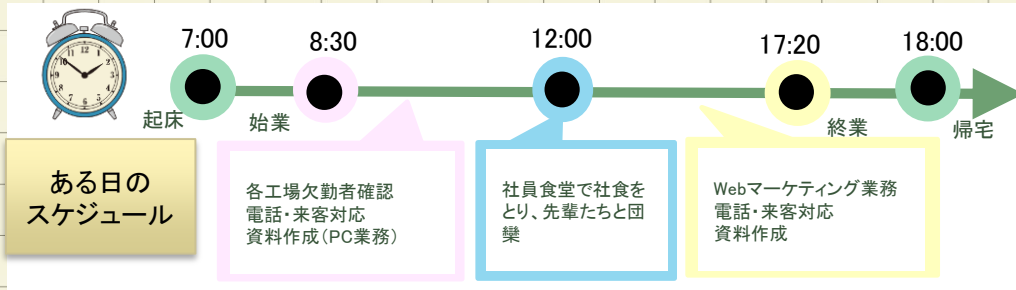 7:00
8:30
12:00
17:20
18:00
起床
始業
終業
帰宅
ある日の
スケジュール
各工場欠勤者確認
電話・来客対応
資料作成(PC業務)
社員食堂で社食を
とり、先輩たちと団
欒
Webマーケティング業務
電話・来客対応
資料作成